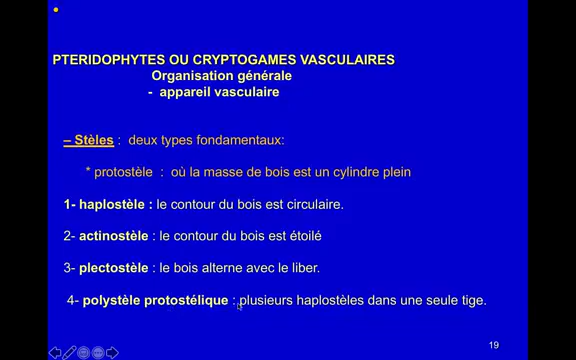 PTERIDOPHYTES OU CRYPTOGAMES VASCULAIRES
Organisation générale
- appareil vasculaire
– Stèles : deux types fondamentaux:
* protostèle : où la masse de bois est un cylindre plein
1- haplostèle : le contour du bois est circulaire.
2- actinostèle : le contour du bois est étoilé
3- plectostèle : le bois alterne avec le liber.
4- polystèle protostélique : plusieurs haplostèles dans une seule tige.
19